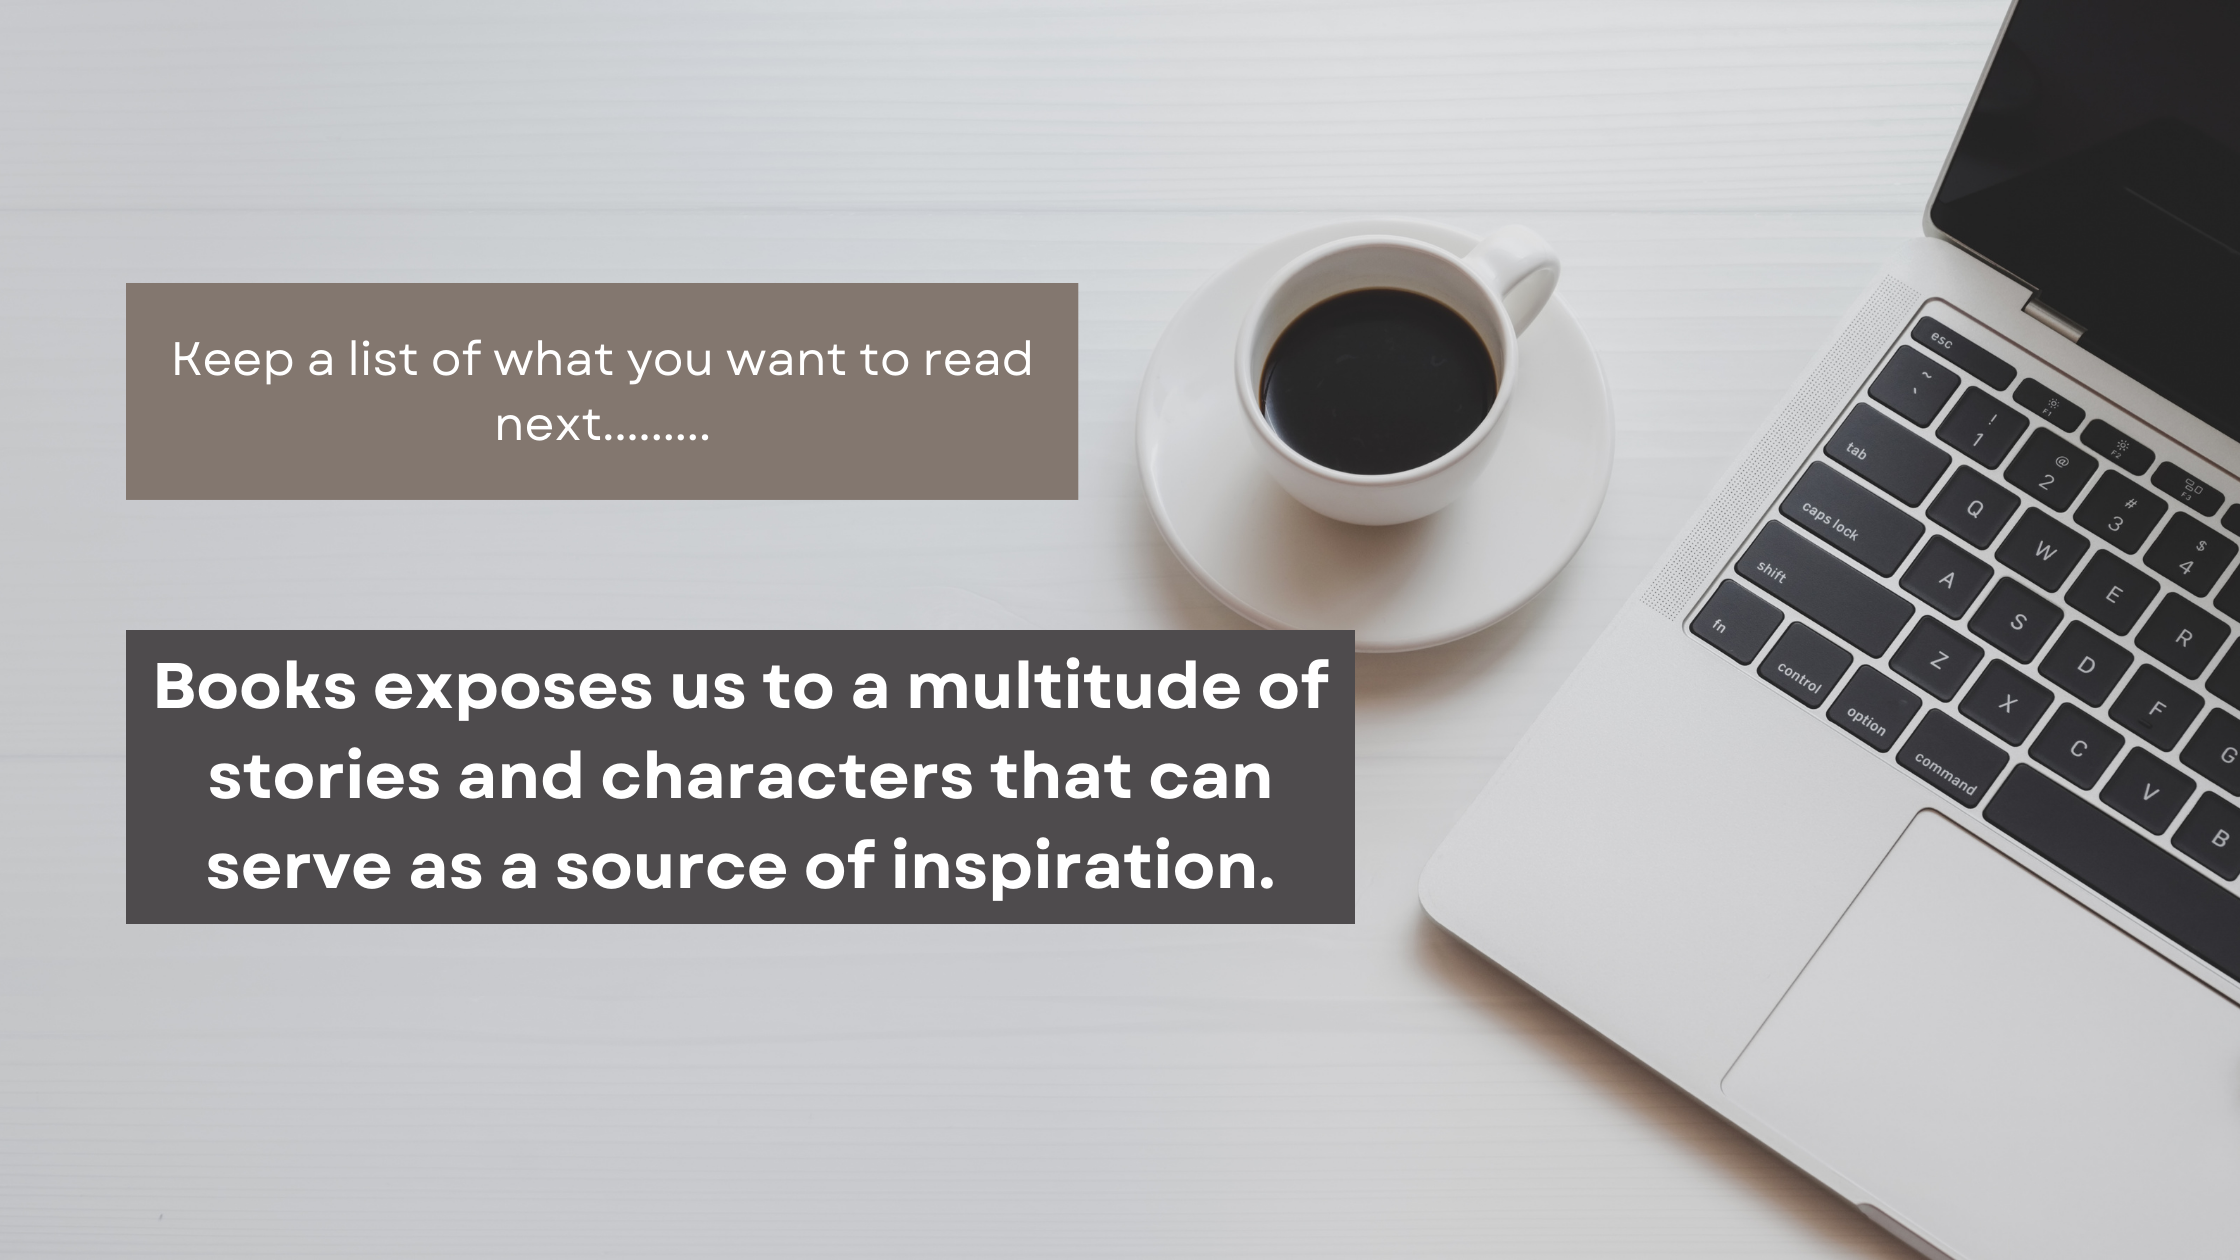 Keep a list of what you want to read
next.........
Books exposes us to a multitude of
stories and characters that can
serve as a source of inspiration.
esc
~
`
!
1
@
2
#
3
$
4
F1
F2
F3
tab
Q
W
E
R
caps lock
A
S
D
F
G
shift
Z
X
C
V
B
fn
control
option
command